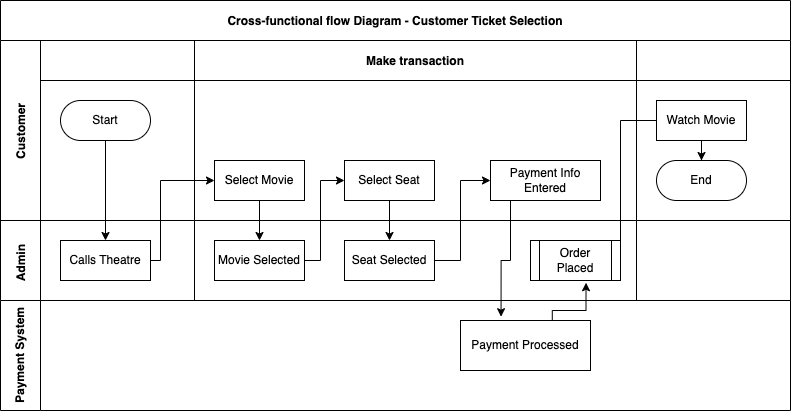 Cross-functional flow Diagram - Customer Ticket Selection
Make transaction
Customer
Start
Watch Movie
Select Movie
Select Seat
Payment Info
Entered
End
Admin
Calls Theatre
Movie Selected
Seat Selected
Order
Placed
Payment System
Payment Processed